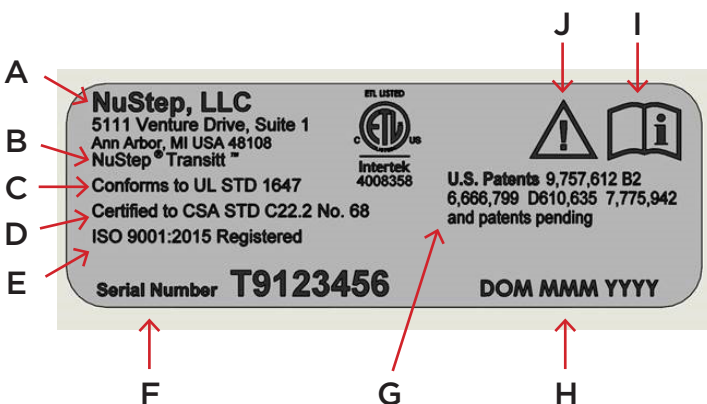 J I
A
NuStep, LLC
5111 Venture Drive, Suite 1
Ann Arbor, MI USA 48108
B
NuStep® Transitt™
C
Conforms to UL STD 1647
D
Certified to CSA STD C22.2 No. 68
E
ISO 9001:2015 Registered
Serial Number T9123456
ETL LISTED
ETL
C US
Intertek
4008358
U.S. Patents 9,757,612 B2
6,666,799 D610,635 7,775,942
and patents pending
DOM MMM YYYY
F G H